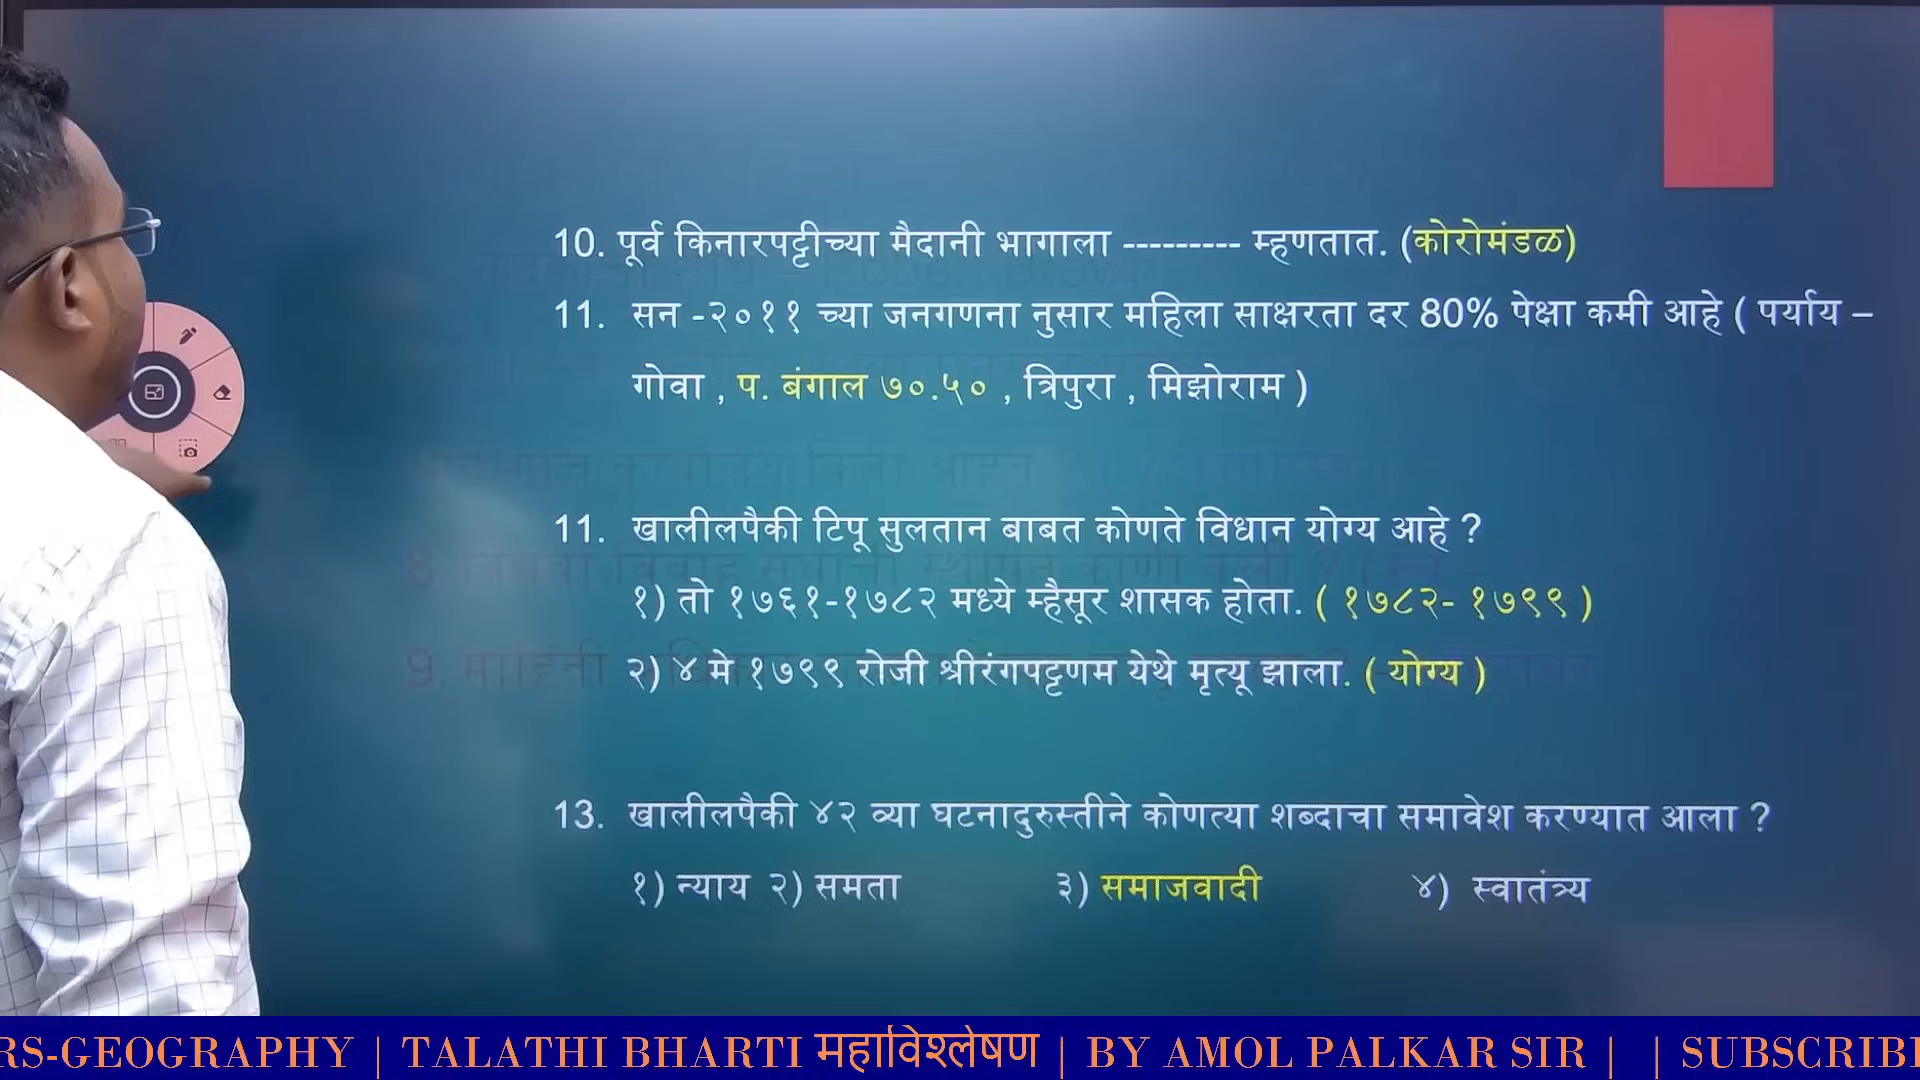 10. पूर्व किनारपट्टीच्या मैदानी भागाला --------- म्हणतात. (कोरोमंडळ)
11. सन -२०११ च्या जनगणना नुसार महिला साक्षरता दर 80% पेक्षा कमी आहे ( पर्याय –
गोवा , प. बंगाल ७०.५० , त्रिपुरा , मिझोराम )
11. खालीलपैकी टिपू सुलतान बाबत कोणते विधान योग्य आहे ?
१) तो १७६१-१७८२ मध्ये म्हैसूर शासक होता. ( १७८२- १७९९ )
२) ४ मे १७९९ रोजी श्रीरंगपट्टणम येथे मृत्यू झाला. ( योग्य )
13. खालीलपैकी ४२ व्या घटनादुरुस्तीने कोणत्या शब्दाचा समावेश करण्यात आला ?
१) न्याय २) समता ३) समाजवादी ४) स्वातंत्र्य
RS-GEOGRAPHY | TALATHI BHARTI महाविश्लेषण | BY AMOL PALKAR SIR | | SUBSCRIBE